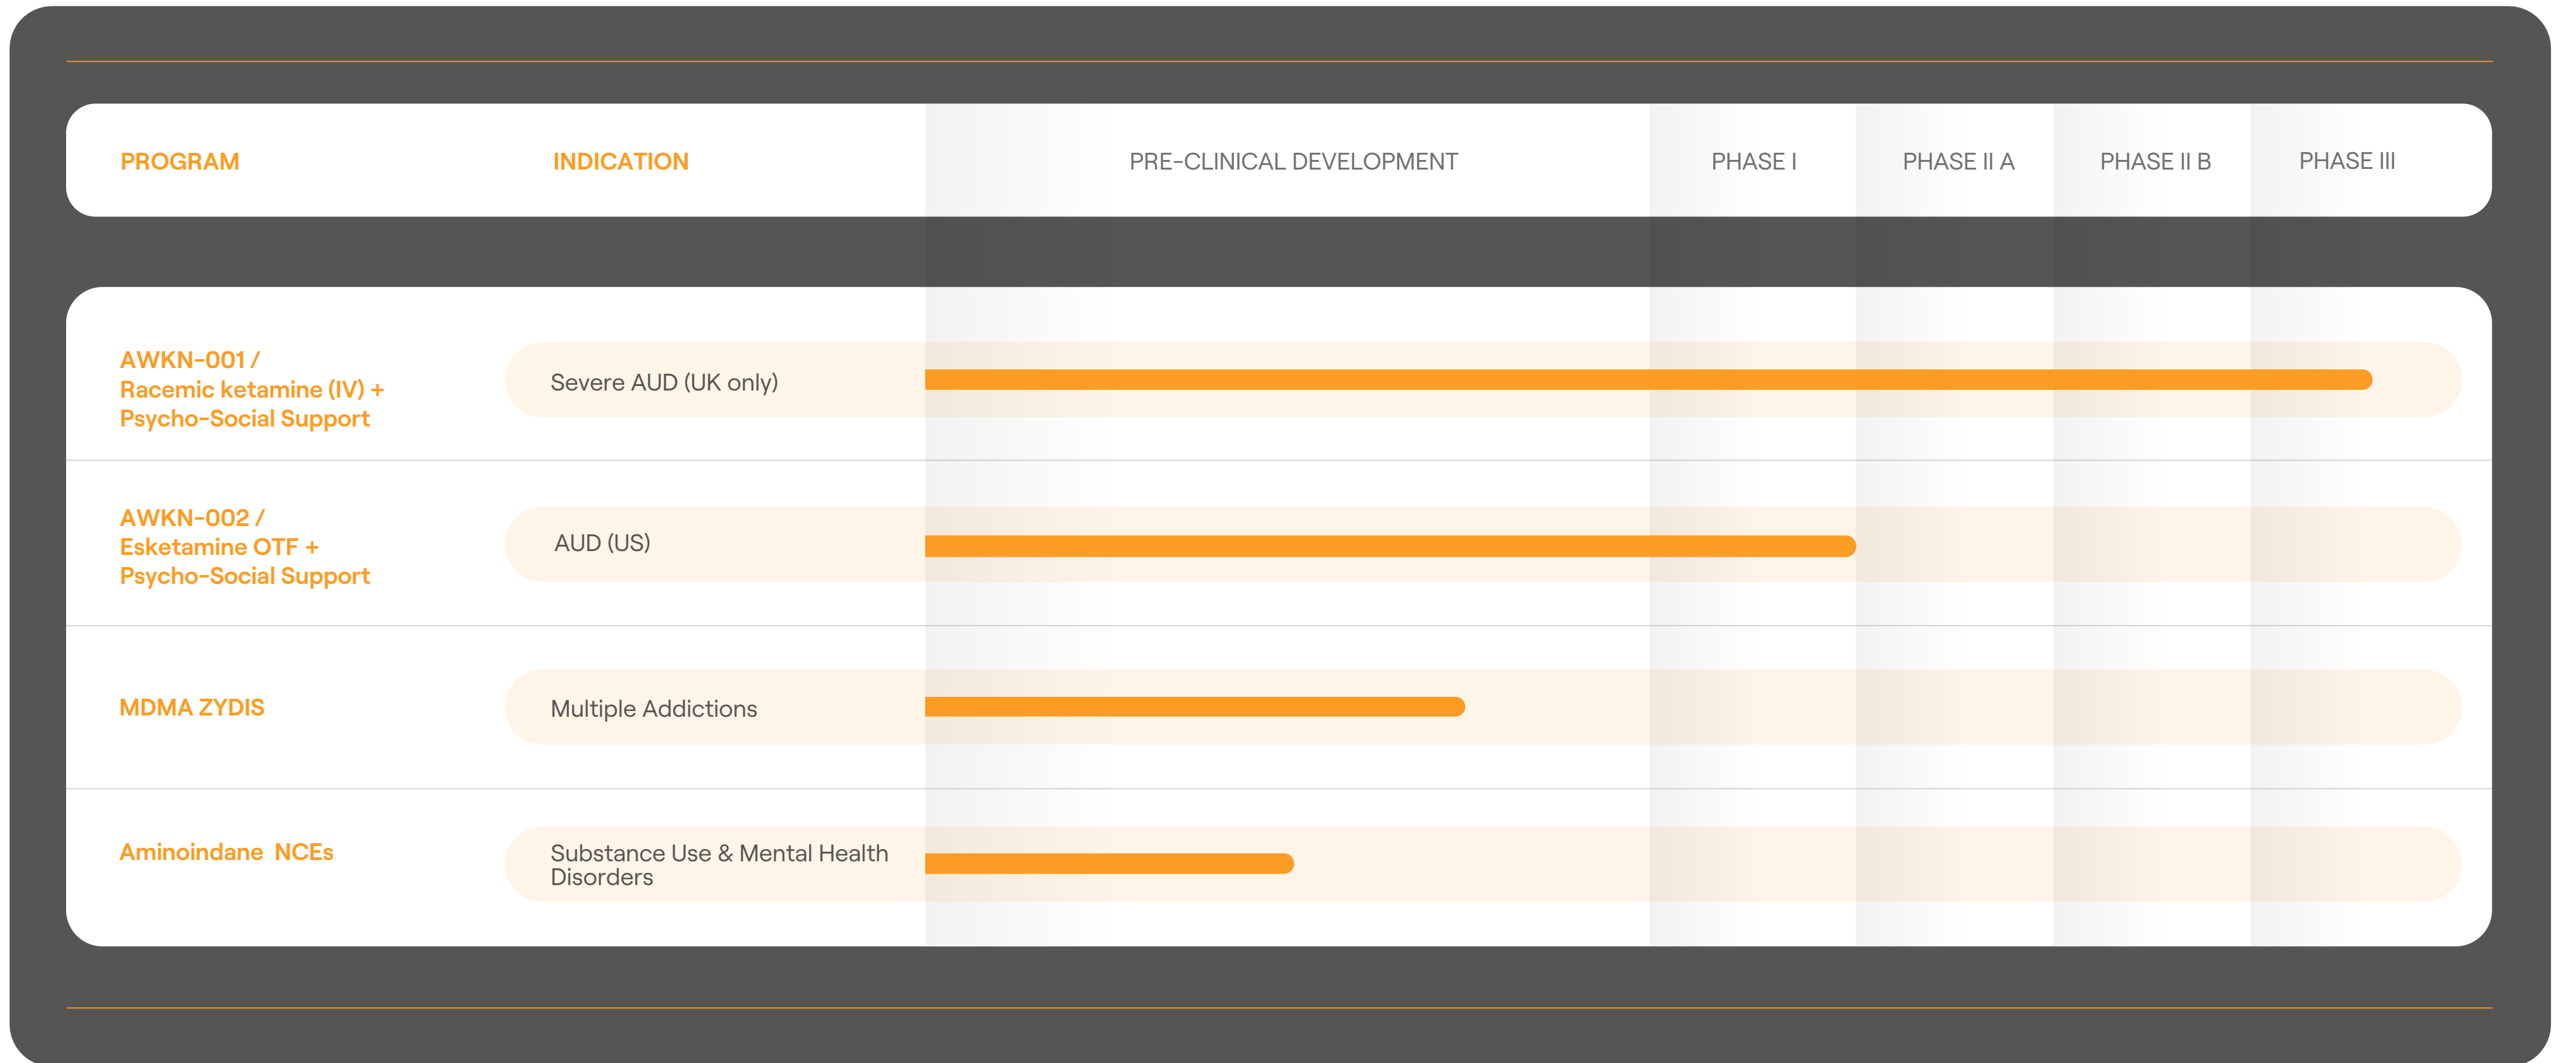 PROGRAM
INDICATION
PRE-CLINICAL DEVELOPMENT
PHASE I
PHASE II A
PHASE II B
PHASE III
AWKN-001 /
Racemic ketamine (IV) +
Psycho-Social Support
Severe AUD (UK only)
AWKN-002 /
Esketamine OTF +
Psycho-Social Support
AUD (US)
MDMA ZYDIS
Multiple Addictions
Aminoindane  NCEs
Substance Use & Mental Health
Disorders